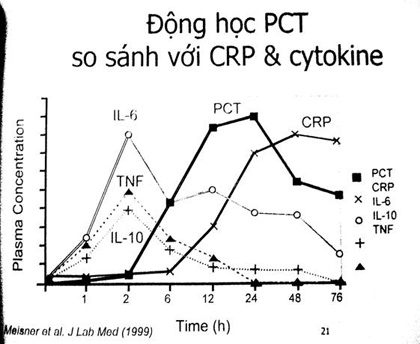 Động học PCT
so sánh với CRP & cytokine
Plasma Concentration
IL-6
PCT
CRP
TNF
IL-10
PCT
CRP
IL-6
IL-10
TNF
1 2 6 12 24 48 76
Time (h)
Meisner et al. J Lab Med (1999)
21